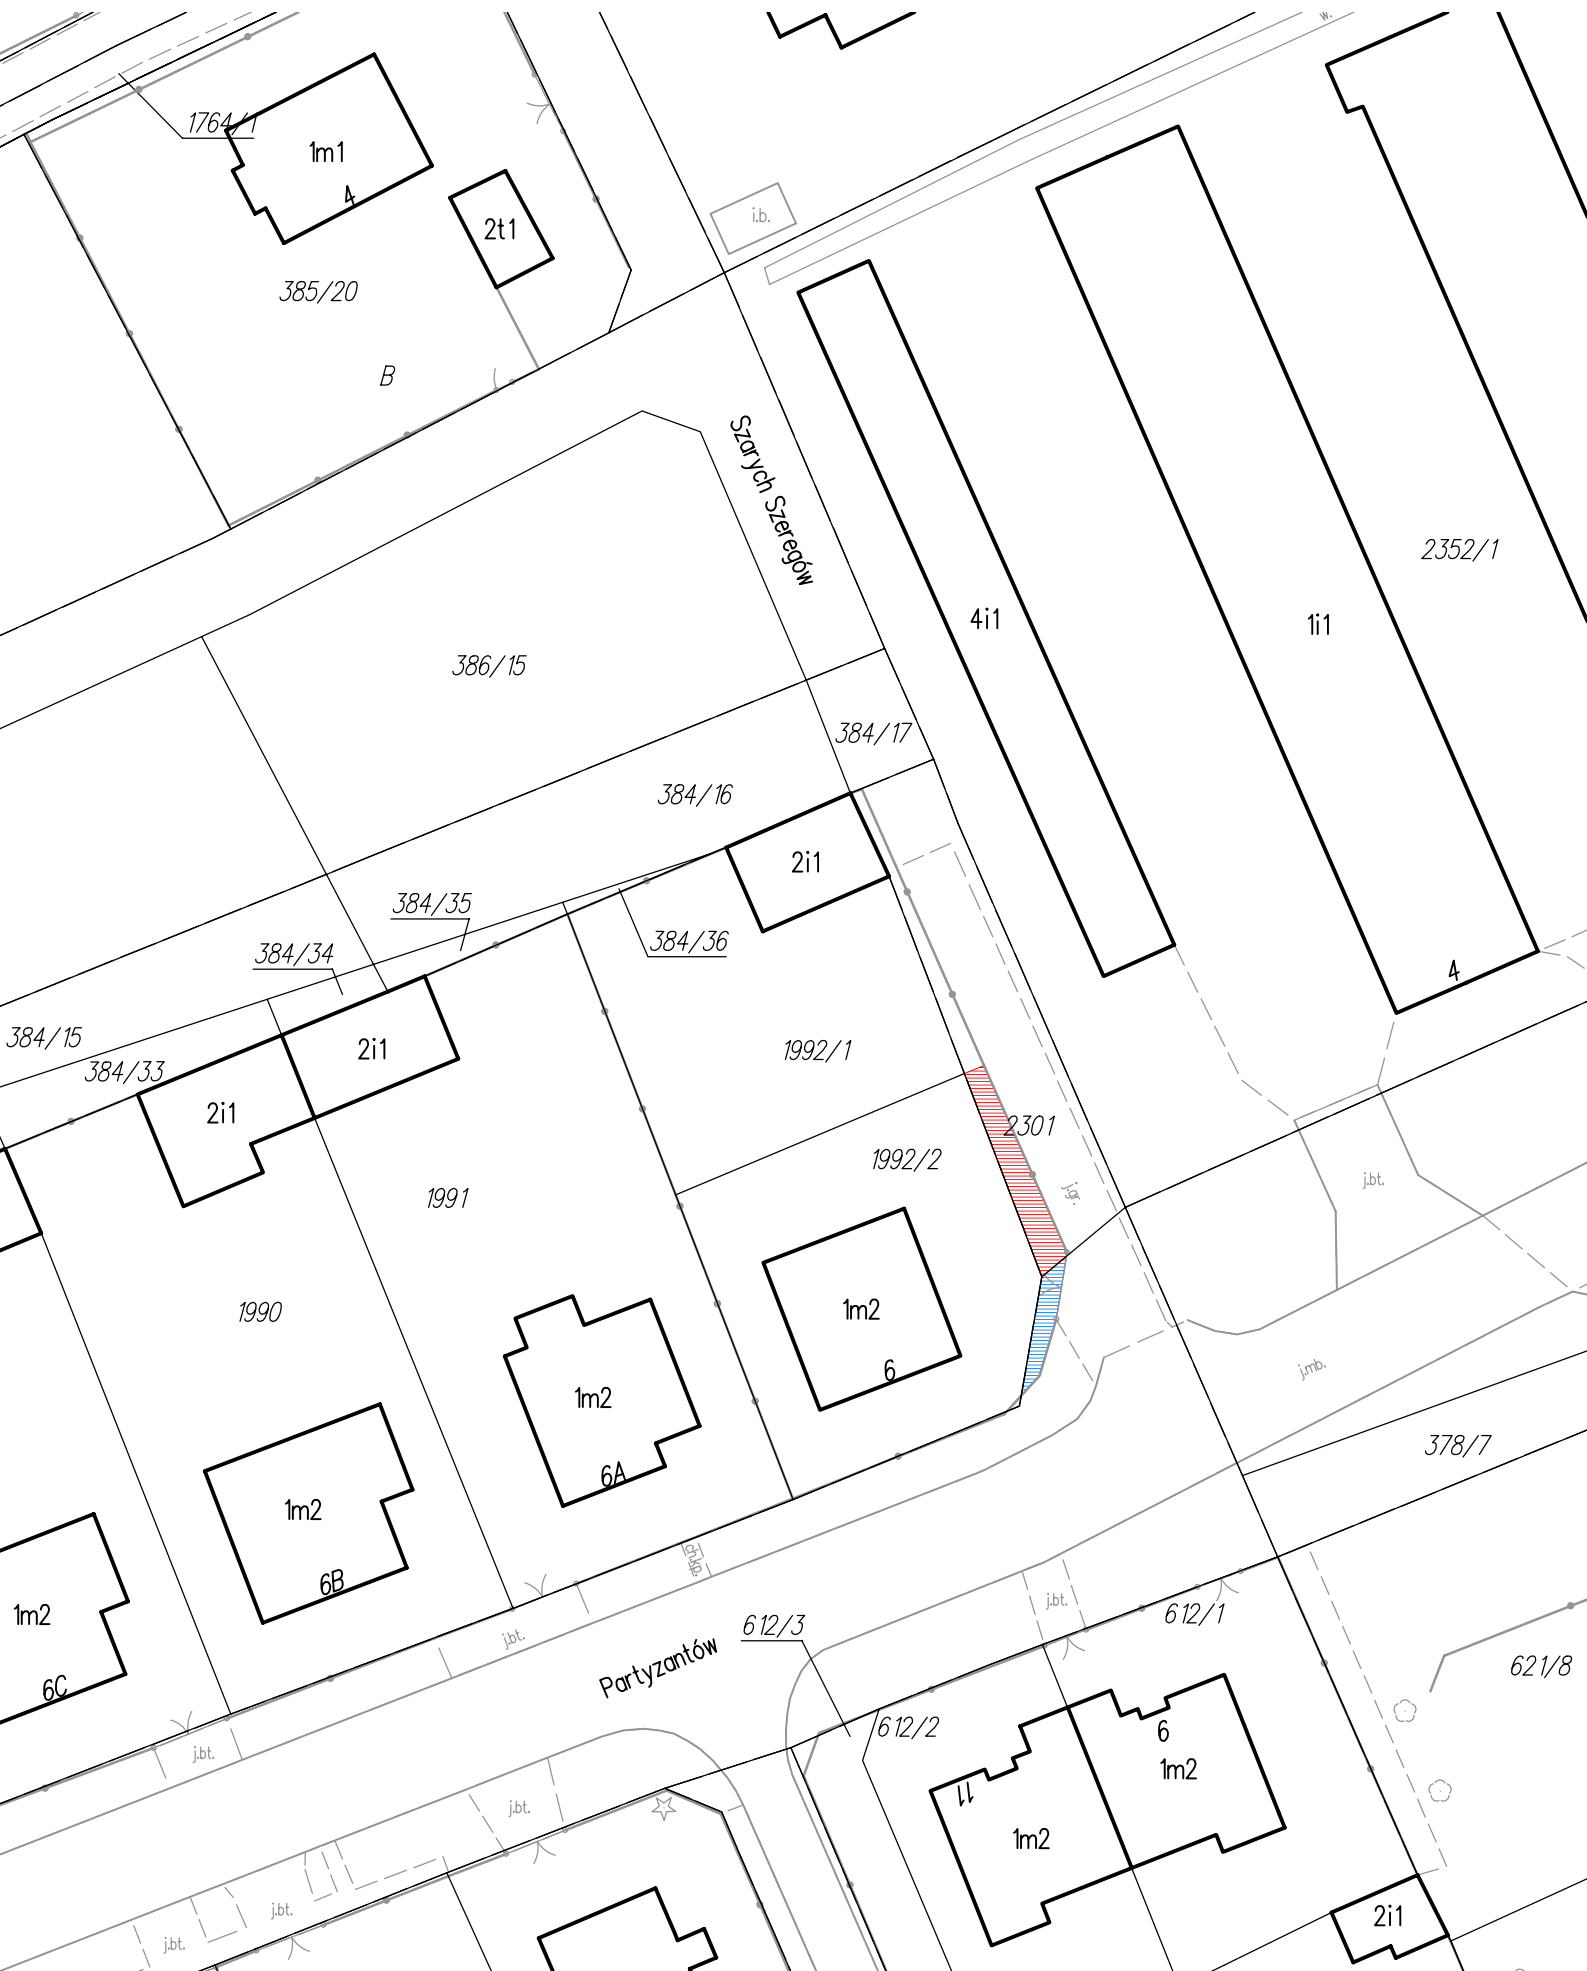 w.
1764/1
1m1
4
2t1
i.b.
385/20
B
Szarych Szeregów
2352/1
4i1
1i1
386/15
384/17
384/16
2i1
384/35
384/36
384/34
4
384/15
384/33
2i1
1992/1
2i1
2301
1992/2
j.gr.
j.bt.
1991
1990
1m2
6
j.mb.
1m2
6A
378/7
1m2
6B
ch.kp.
j.bt.
612/1
612/3
1m2
6C
j.bt.
Partyzantów
621/8
612/2
6
j.bt.
1m2
11
j.bt.
1m2
j.bt.
2i1
j.bt.